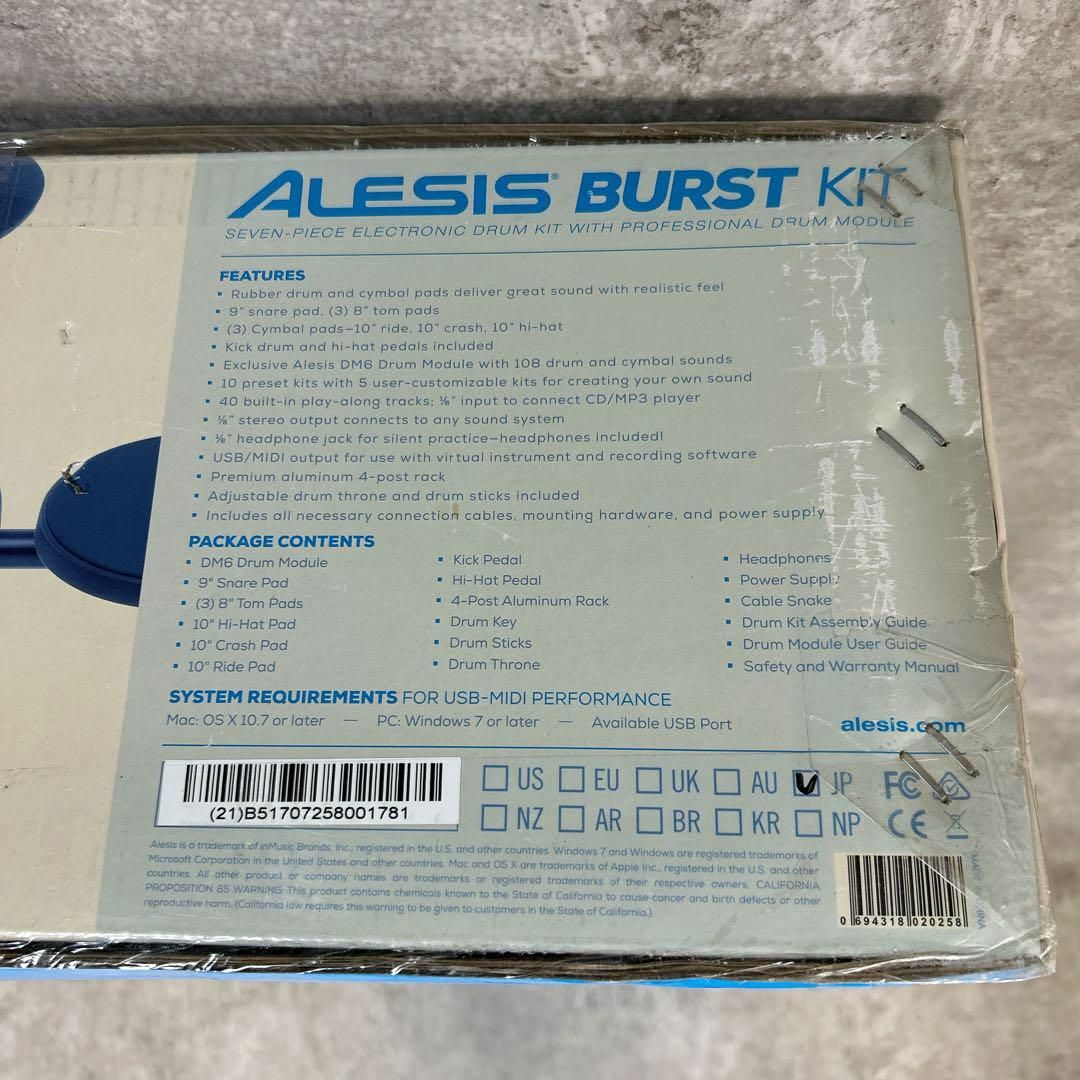 ALESIS® BURST KIT
SEVEN-PIECE ELECTRONIC DRUM KIT WITH PROFESSIONAL DRUM MODULE
FEATURES
▪ Rubber drum and cymbal pads deliver great sound with realistic feel
▪ 9" snare pad, (3) 8" tom pads
▪ (3) Cymbal pads—10" ride, 10" crash, 10" hi-hat
▪ Kick drum and hi-hat pedals included
▪ Exclusive Alesis DM6 Drum Module with 108 drum and cymbal sounds
▪ 10 preset kits with 5 user-customizable kits for creating your own sound
▪ 40 built-in play-along tracks; ⅛" input to connect CD/MP3 player
▪ ⅛" stereo output connects to any sound system
▪ ⅛" headphone jack for silent practice—headphones included!
▪ USB/MIDI output for use with virtual instrument and recording software
▪ Premium aluminum 4-post rack
▪ Adjustable drum throne and drum sticks included
▪ Includes all necessary connection cables, mounting hardware, and power supply
PACKAGE CONTENTS
▪ DM6 Drum Module
▪ 9" Snare Pad
▪ (3) 8" Tom Pads
▪ 10" Hi-Hat Pad
▪ 10" Crash Pad
▪ 10" Ride Pad
▪ Kick Pedal
▪ Hi-Hat Pedal
▪ 4-Post Aluminum Rack
▪ Drum Key
▪ Drum Sticks
▪ Drum Throne
▪ Headphones
▪ Power Supply
▪ Cable Snake
▪ Drum Kit Assembly Guide
▪ Drum Module User Guide
▪ Safety and Warranty Manual
SYSTEM REQUIREMENTS FOR USB-MIDI PERFORMANCE
Mac: OS X 10.7 or later — PC: Windows 7 or later — Available USB Port
alesis.com
(21)B51707258001781
US EU UK AU JP FC
NZ AR BR KR NP CE
Alesis is a trademark of inMusic Brands, Inc., registered in the U.S. and other countries. Windows 7 and Windows are registered trademarks of
Microsoft Corporation in the United States and other countries. Mac and OS X are trademarks of Apple Inc., registered in the U.S. and other
countries. All other product or company names are trademarks or registered trademarks of their respective owners. CALIFORNIA
PROPOSITION 65 WARNING: This product contains chemicals known to the State of California to cause cancer and birth defects or other
reproductive harm. (California law requires this warning to be given to customers in the State of California.)
0 694318 020258
MADE